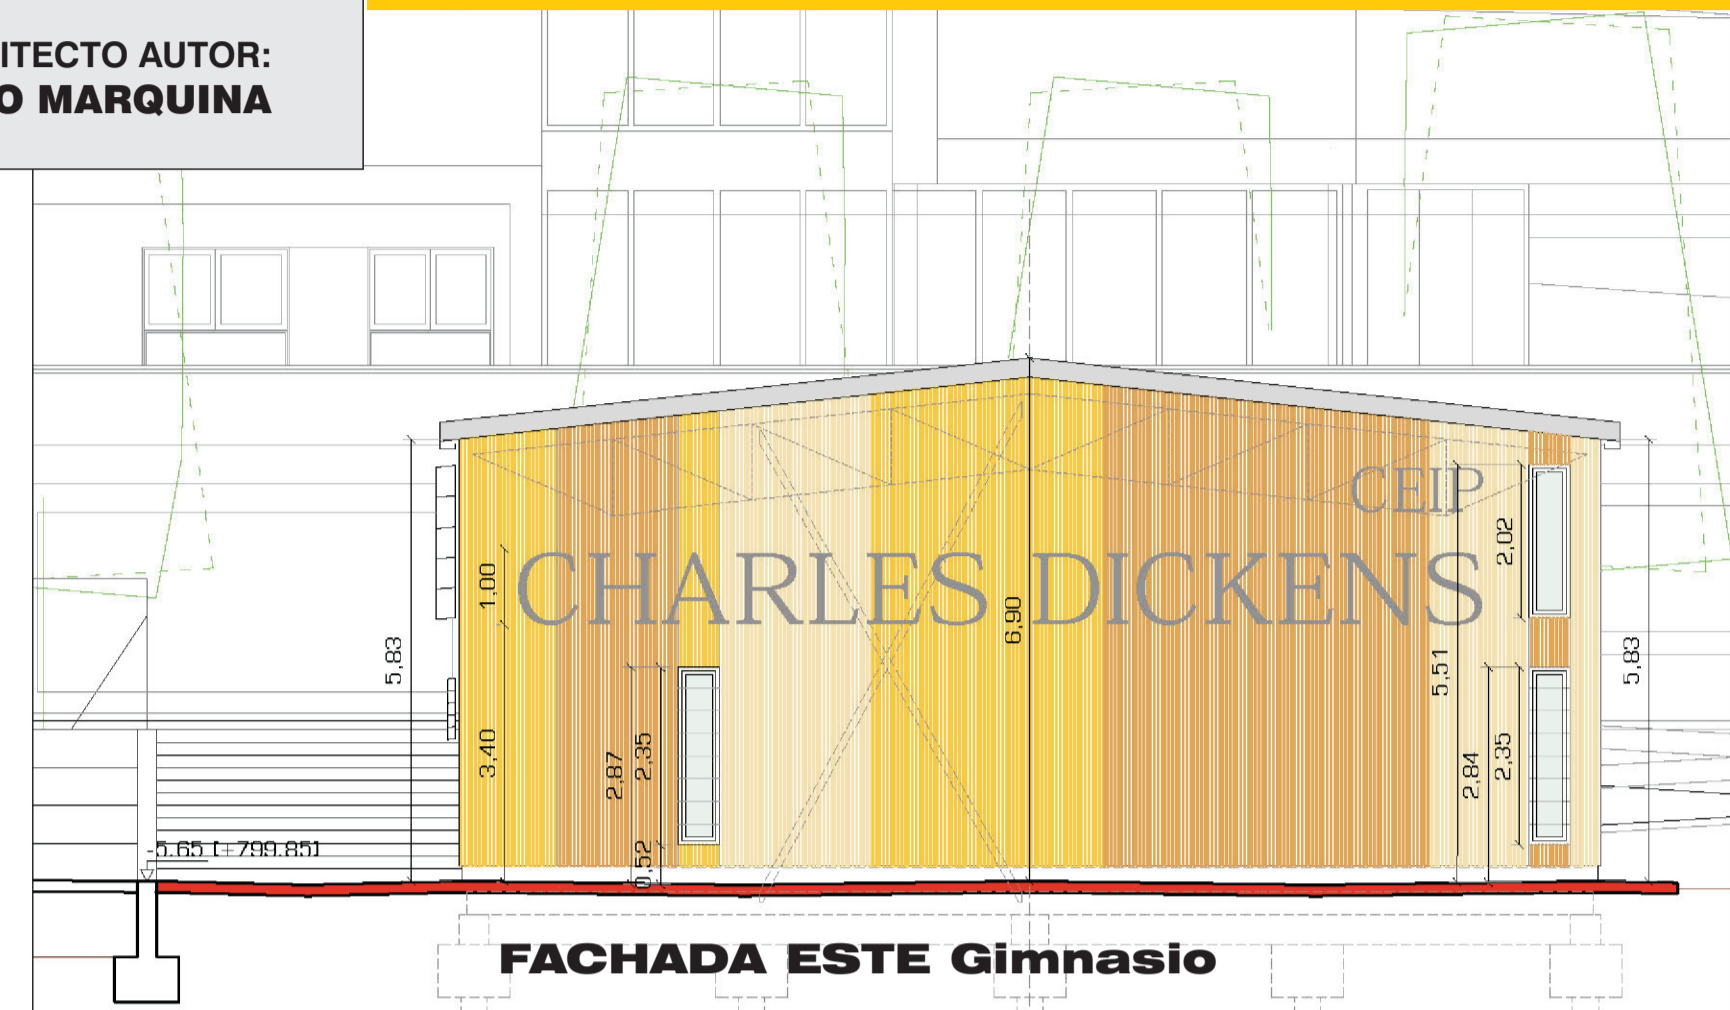 ITECTO AUTOR:
O MARQUINA
CEIP
CHARLES DICKENS
5,83
1,00
3,40
2,87
2,35
0,52
6,90
5,51
2,02
2,84
2,35
5,83
-5.65 [+799.85]
FACHADA ESTE Gimnasio